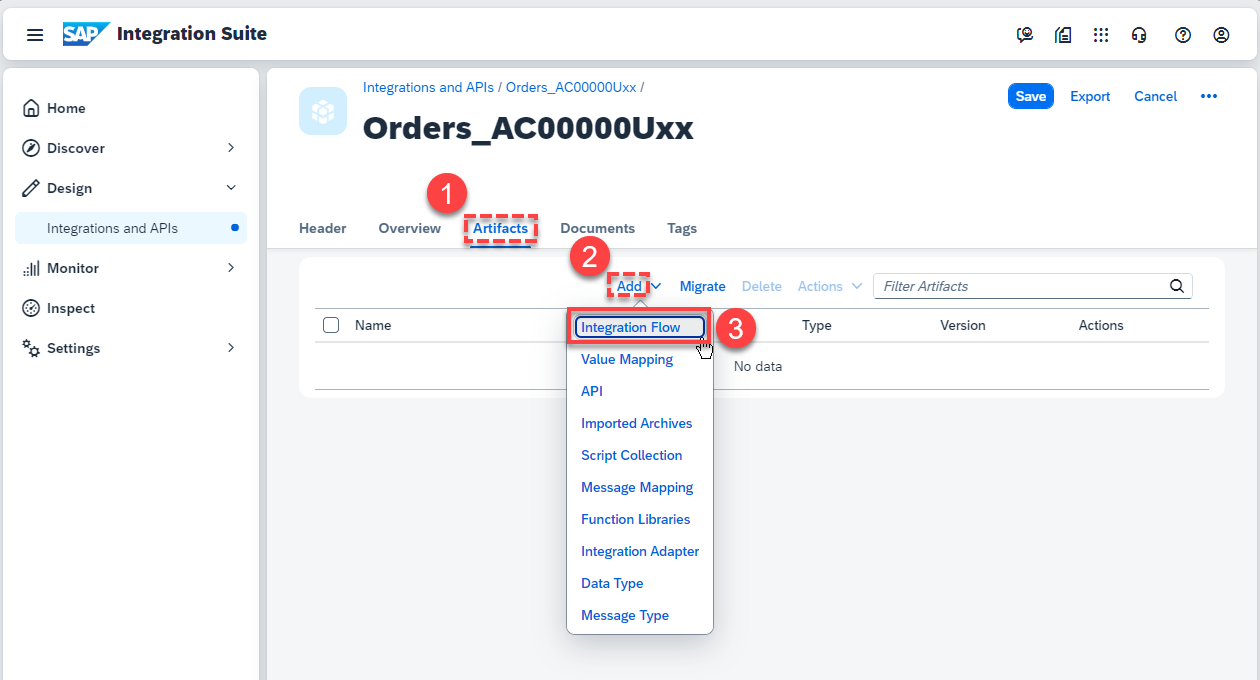 SAP Integration Suite
Home
Discover
Design
Integrations and APIs
Monitor
Inspect
Settings
Integrations and APIs / Orders_AC00000Uxx /
Orders_AC00000Uxx
Save Export Cancel
1
Header Overview Artifacts Documents Tags
2
Add Migrate Delete Actions Filter Artifacts
Name Type Version Actions
Integration Flow 3
Value Mapping
No data
API
Imported Archives
Script Collection
Message Mapping
Function Libraries
Integration Adapter
Data Type
Message Type